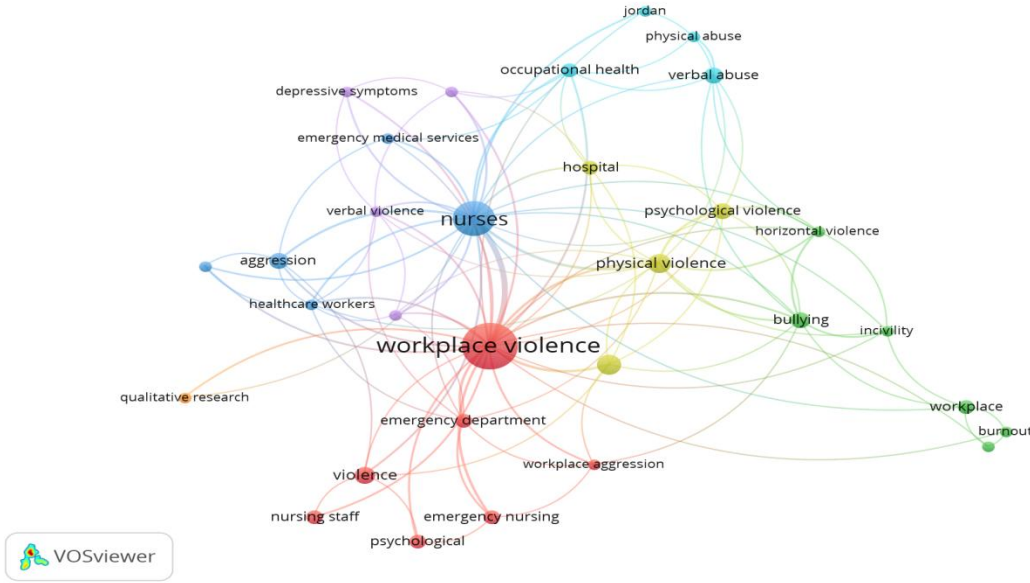 jordan
physical abuse
occupational health
verbal abuse
depressive symptoms
emergency medical services
hospital
verbal violence
nurses
psychological violence
horizontal violence
aggression
physical violence
healthcare workers
bullying
incivility
workplace violence
qualitative research
workplace
emergency department
burnout
workplace aggression
violence
nursing staff
emergency nursing
psychological
VOSviewer